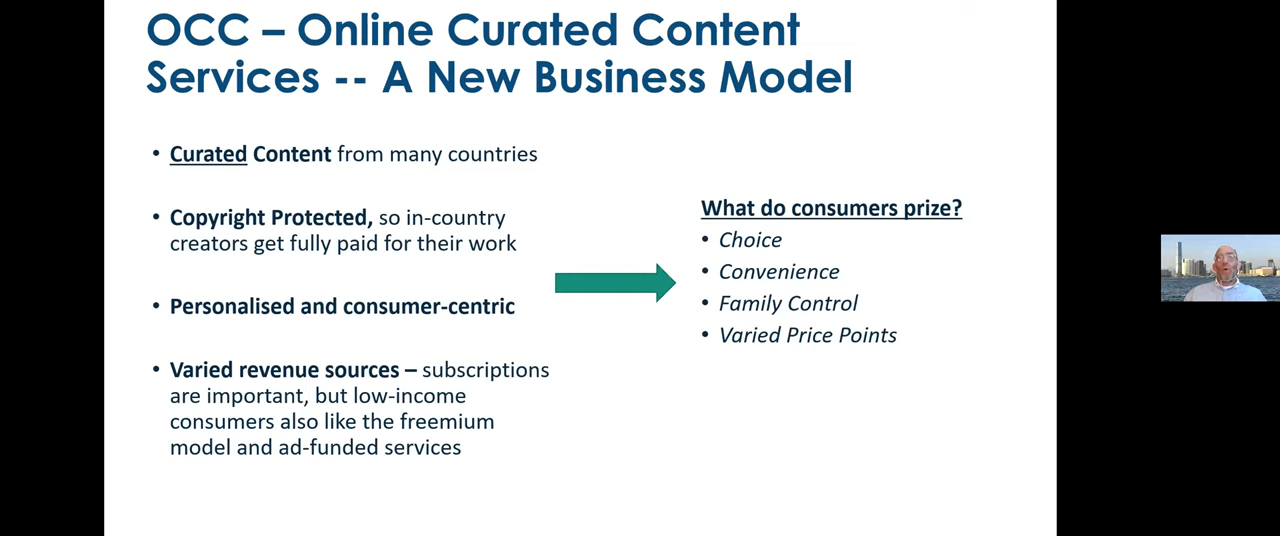 OCC – Online Curated Content
Services -- A New Business Model
• Curated Content from many countries
• Copyright Protected, so in-country
creators get fully paid for their work
• Personalised and consumer-centric
• Varied revenue sources – subscriptions
are important, but low-income
consumers also like the freemium
model and ad-funded services
What do consumers prize?
• Choice
• Convenience
• Family Control
• Varied Price Points